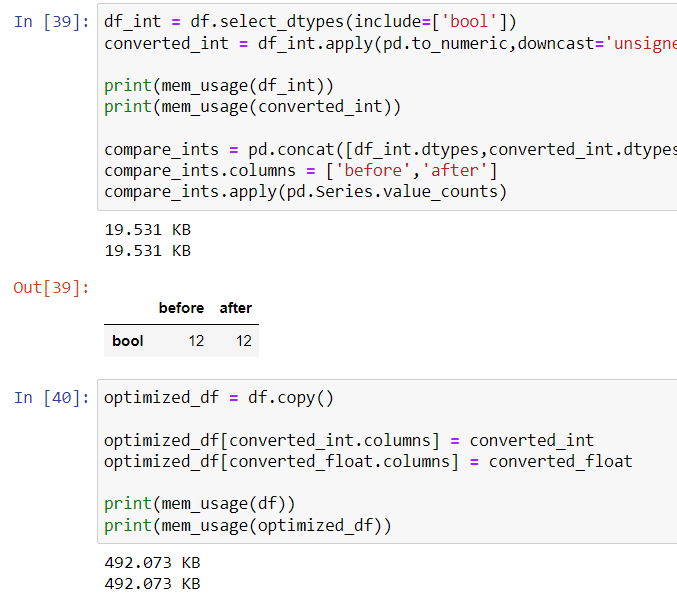 In [39]: df_int = df.select_dtypes(include=['bool'])
converted_int = df_int.apply(pd.to_numeric,downcast='unsigne
print(mem_usage(df_int))
print(mem_usage(converted_int))
compare_ints = pd.concat([df_int.dtypes,converted_int.dtypes
compare_ints.columns = ['before','after']
compare_ints.apply(pd.Series.value_counts)
19.531 KB
19.531 KB
Out[39]:
before after
bool 12 12
In [40]: optimized_df = df.copy()
optimized_df[converted_int.columns] = converted_int
optimized_df[converted_float.columns] = converted_float
print(mem_usage(df))
print(mem_usage(optimized_df))
492.073 KB
492.073 KB